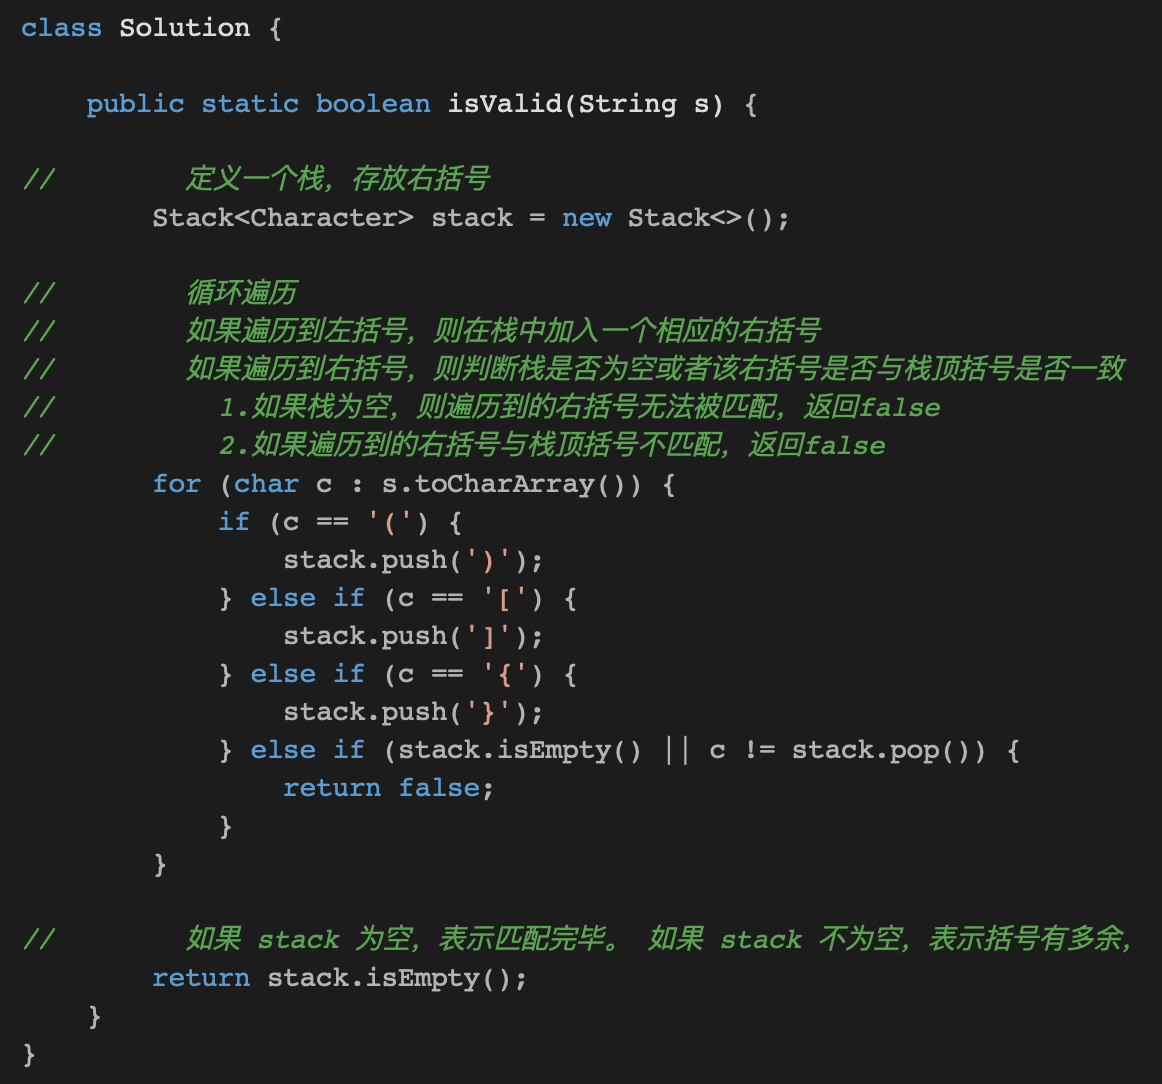 class Solution {
    public static boolean isValid(String s) {
//        定义一个栈，存放右括号
        Stack<Character> stack = new Stack<>();
//        循环遍历
//        如果遍历到左括号，则在栈中加入一个相应的右括号
//        如果遍历到右括号，则判断栈是否为空或者该右括号是否与栈顶括号是否一致
//          1.如果栈为空，则遍历到的右括号无法被匹配，返回false
//          2.如果遍历到的右括号与栈顶括号不匹配，返回false
        for (char c : s.toCharArray()) {
            if (c == '(') {
                stack.push(')');
            } else if (c == '[') {
                stack.push(']');
            } else if (c == '{') {
                stack.push('}');
            } else if (stack.isEmpty() || c != stack.pop()) {
                return false;
            }
        }
//        如果 stack 为空，表示匹配完毕。 如果 stack 不为空，表示括号有多余，
        return stack.isEmpty();
    }
}